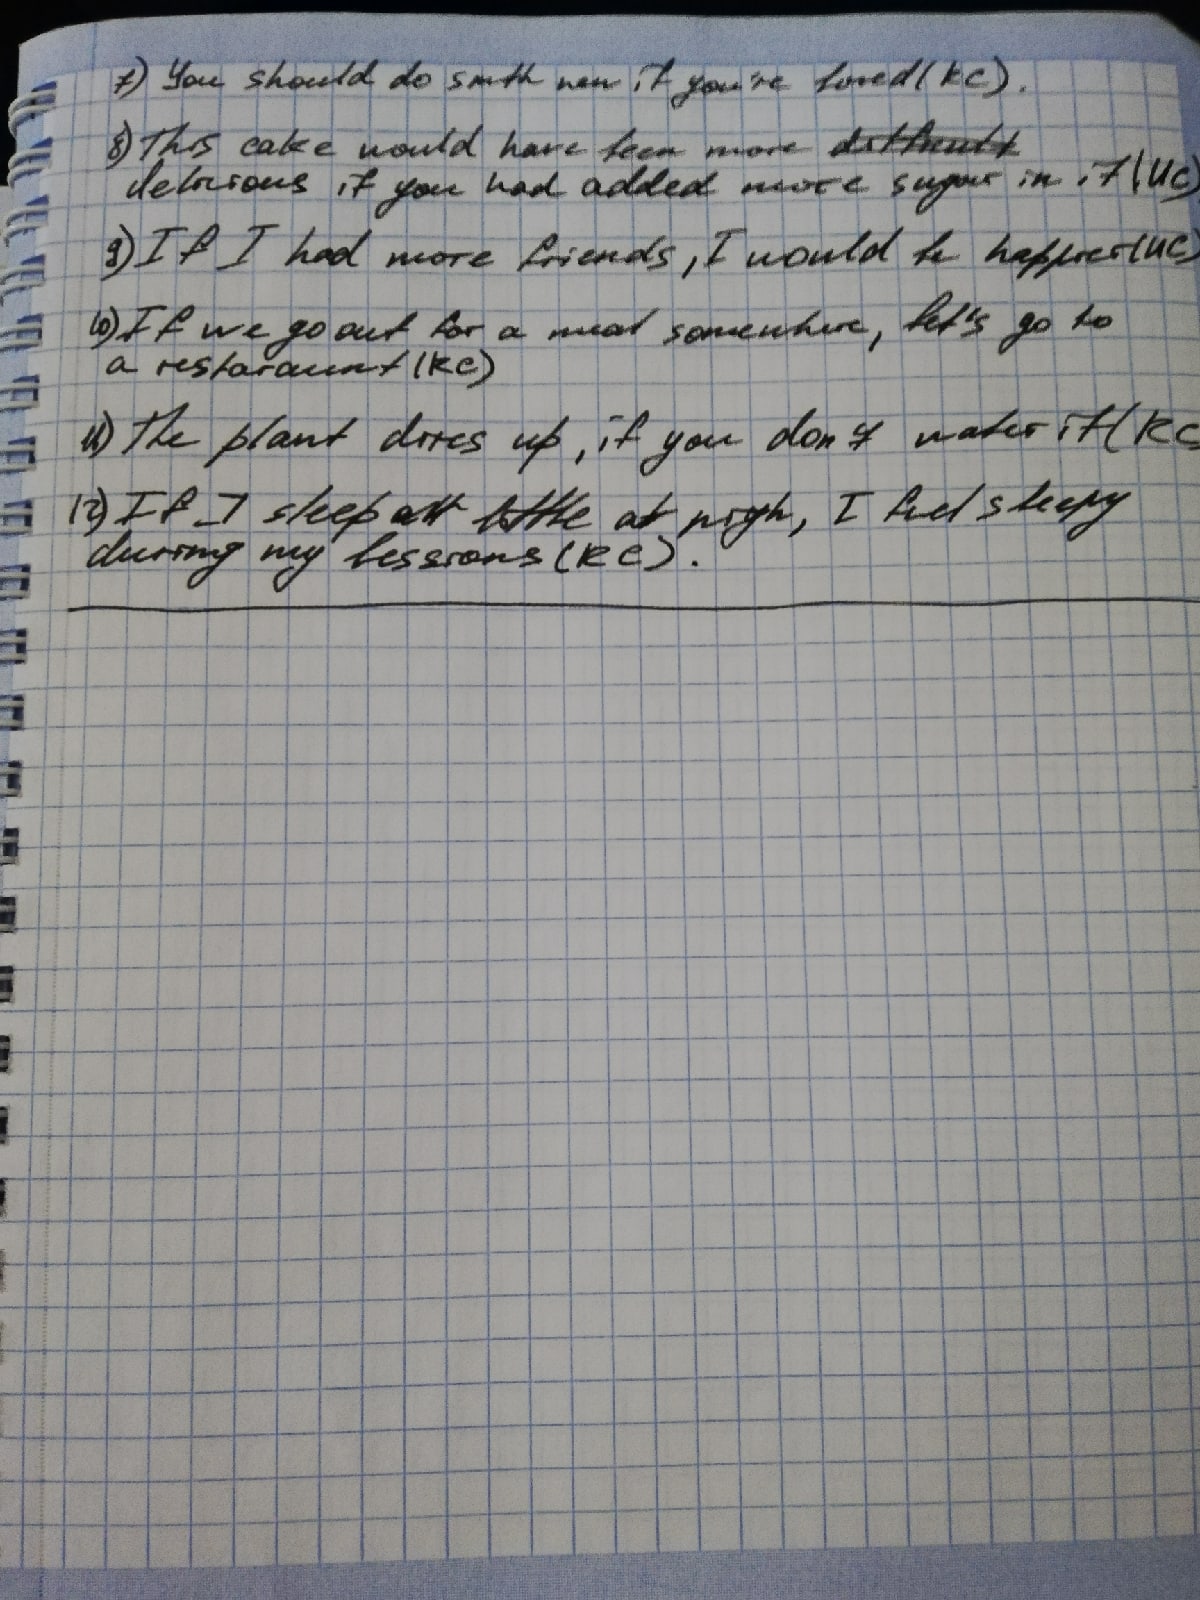 7) You should do smth new if you're bored (RC).
8) This cake would have been more difficult
delicious if you had added more sugar in it (UC)
9) If I had more friends, I would be happier (UC)
10) If we go out for a meal somewhere, let's go to
a restaraunt (RC)
11) The plant dries up, if you don't water it (RC
12) If I sleep little at nigh, I feel sleepy
during my lessions (RC).